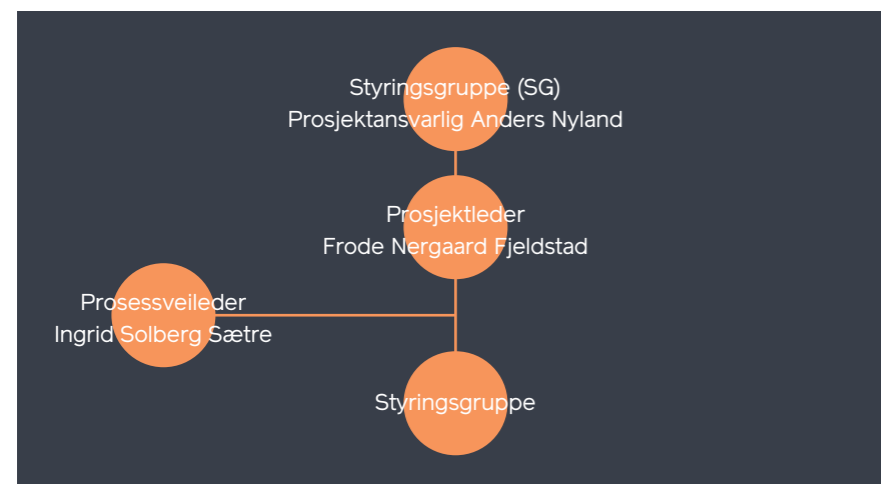 Styringsgruppe (SG)
Prosjektansvarlig Anders Nyland
Prosjektleder
Frode Nergaard Fjeldstad
Prosessveileder
Ingrid Solberg Sætre
Styringsgruppe